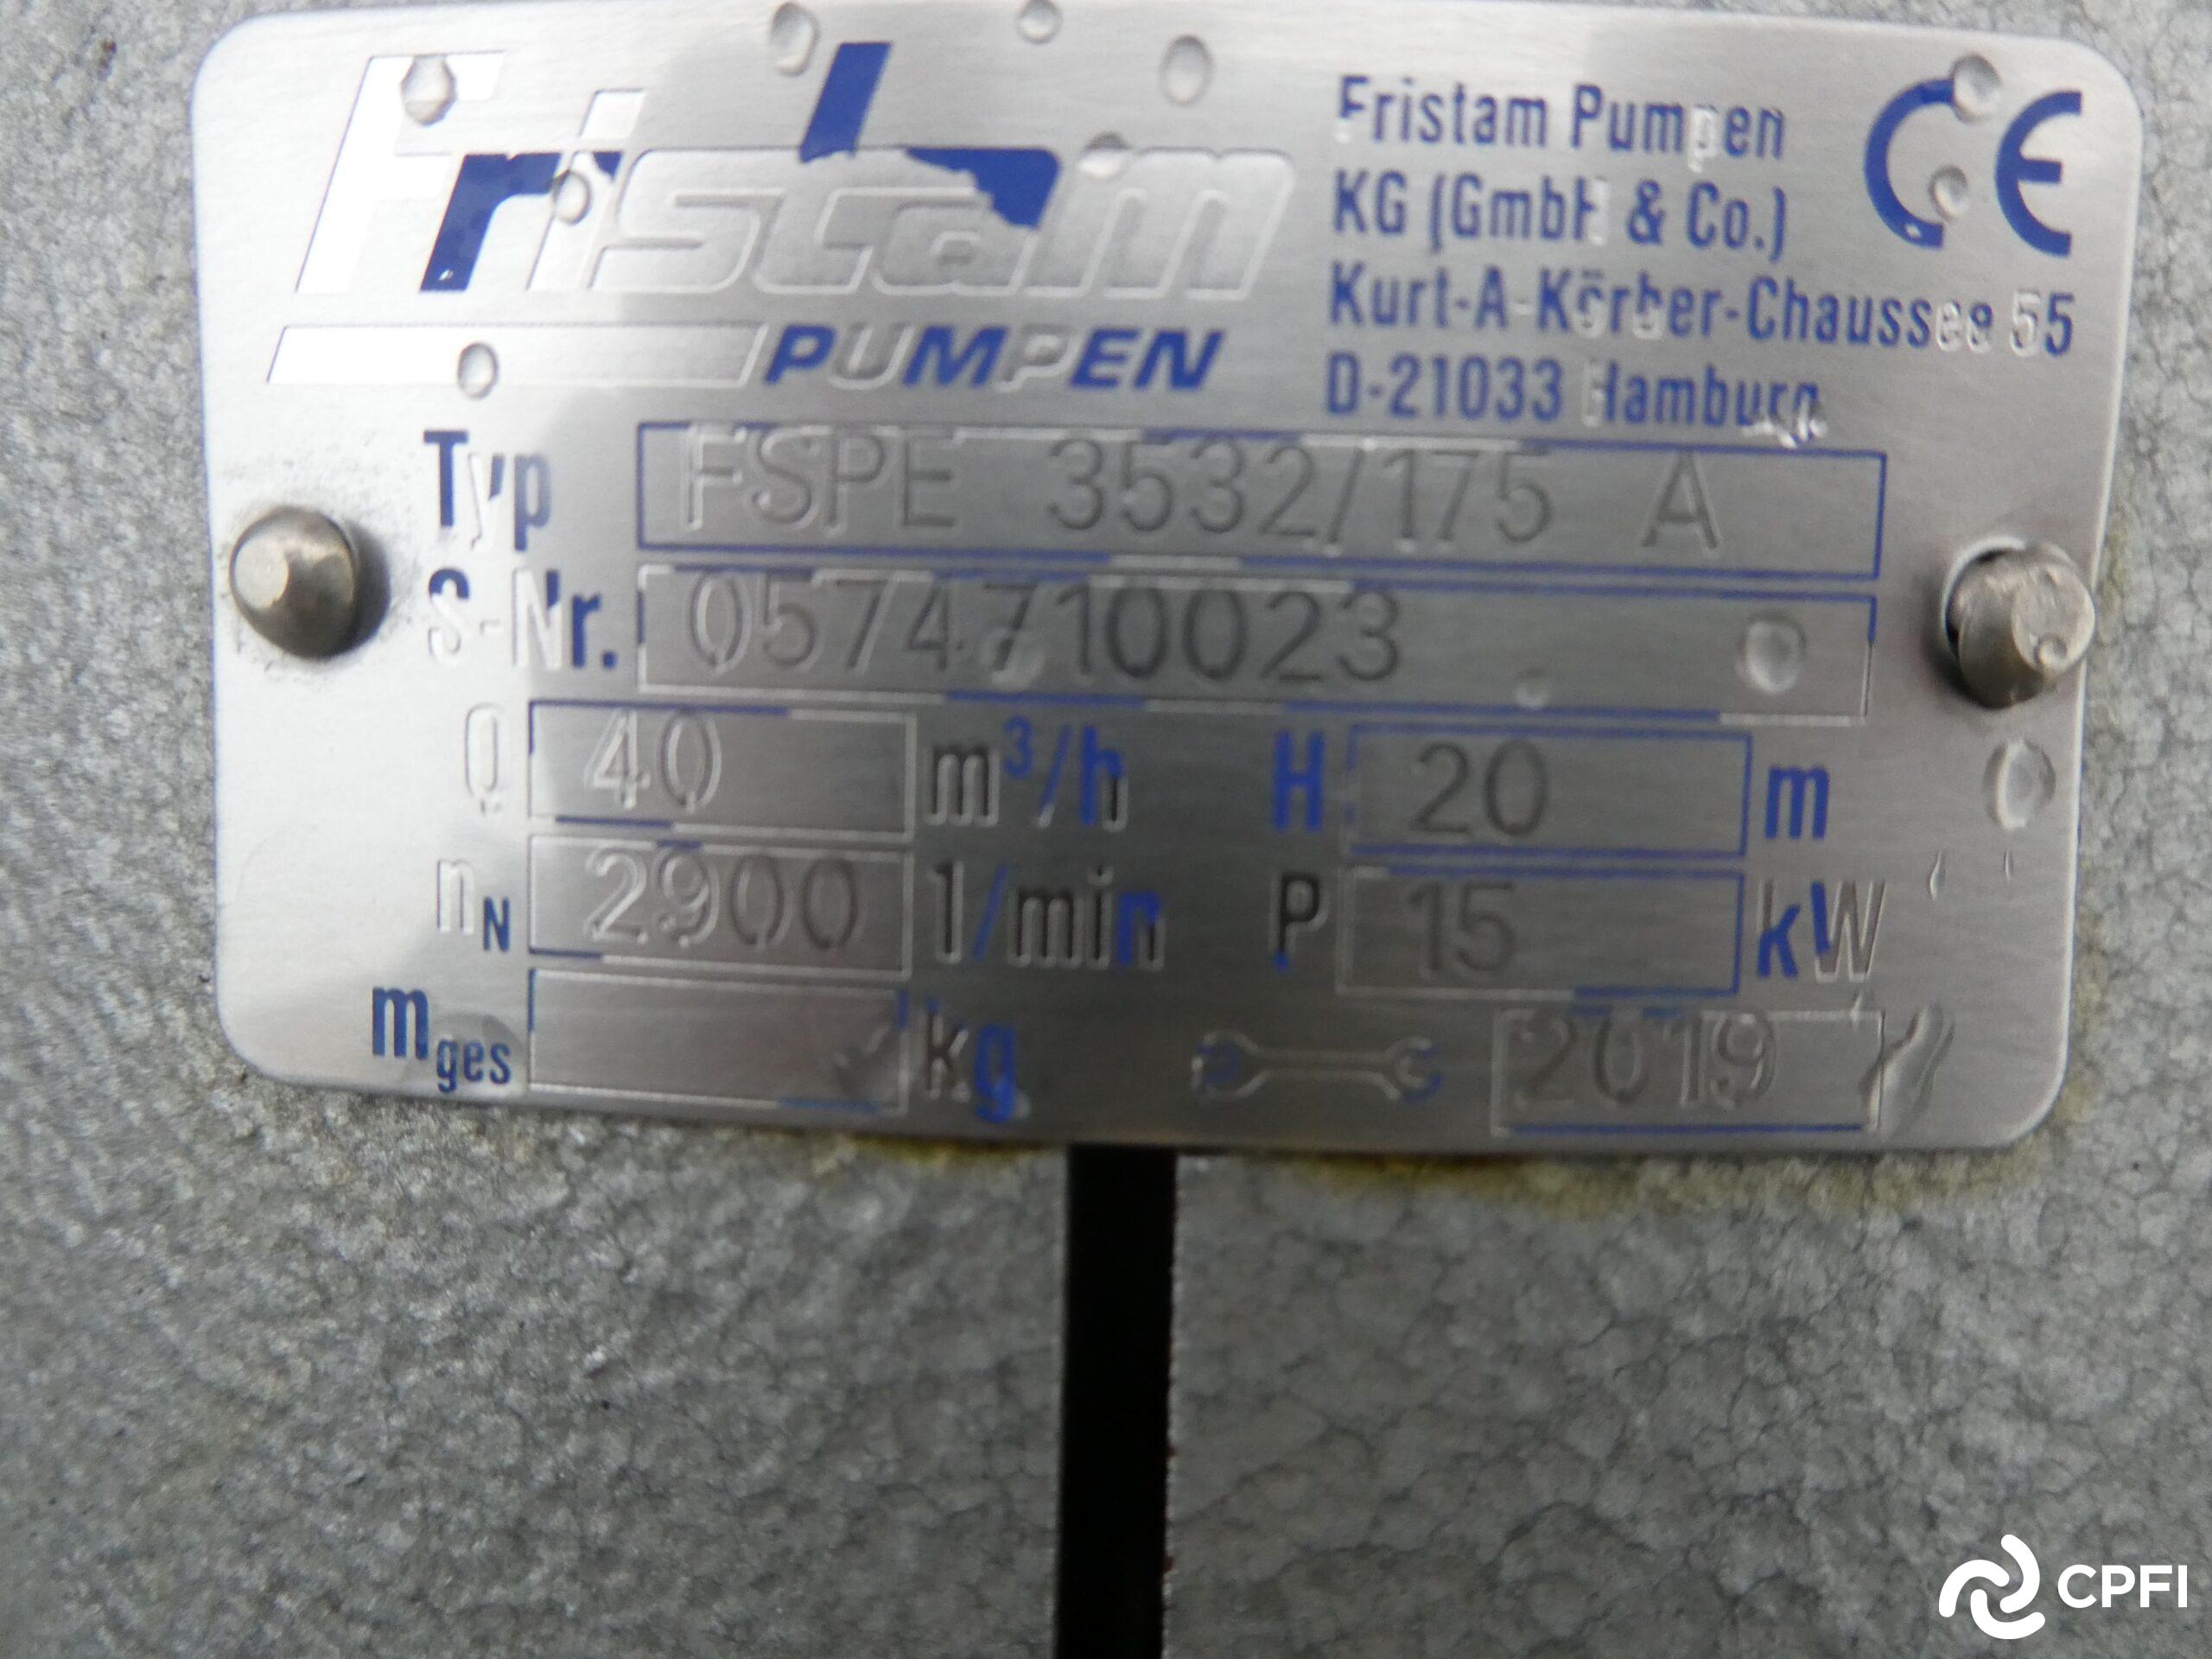 Fristam
PUMPEN
Fristam Pumpen
KG (GmbH & Co.)
Kurt-A-Körber-Chaussee 55
D-21033 Hamburg
CE
Typ FSPE 3532/175 A
S-Nr. 0574710023
Q 40 m³/h H 20 m
nN 2900 1/min P 15 kW
mges kg 2019
CPFI